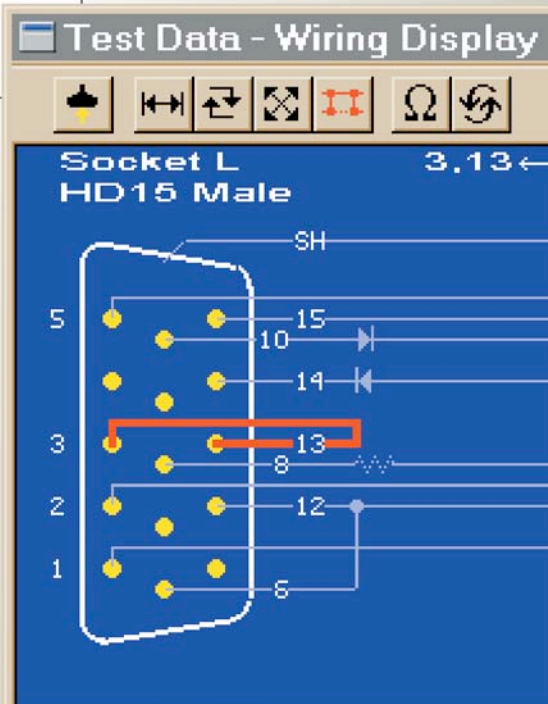 Test Data - Wiring Display
Ω
Socket L 3,13←
HD15 Male
SH
5 15
10
14
3 13
8
2 12
1
6